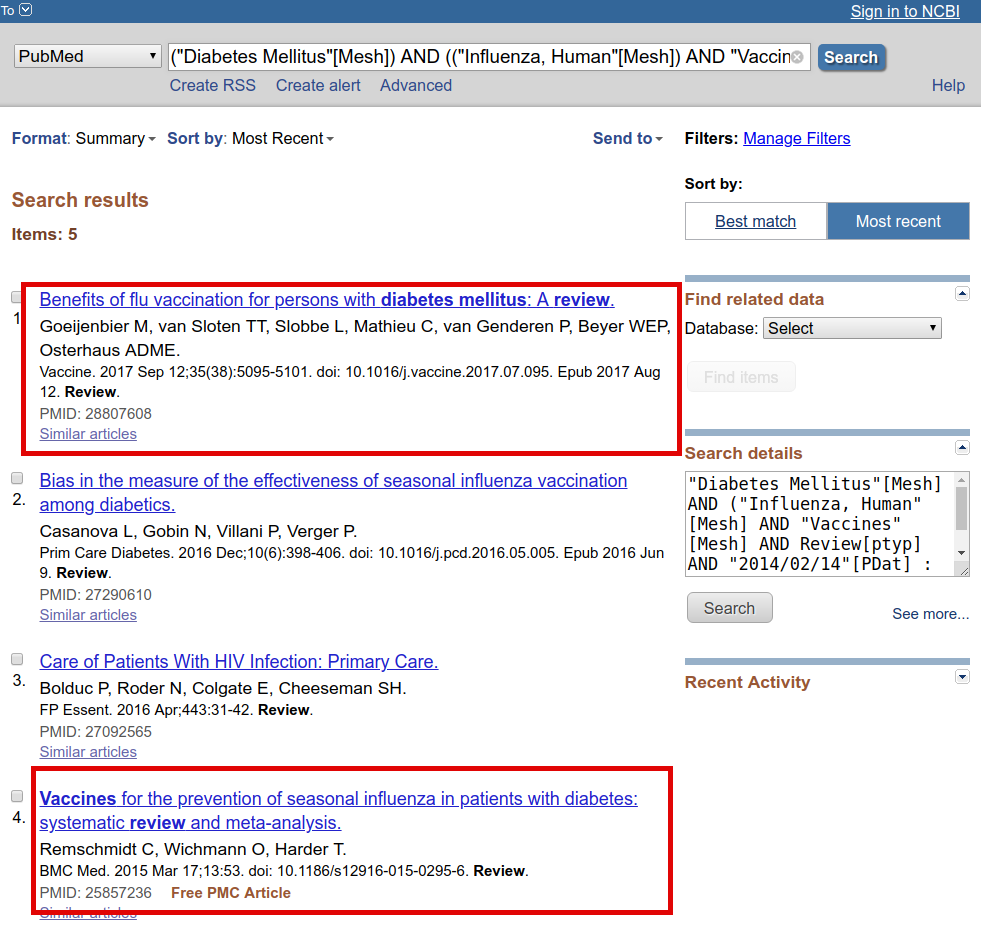 To
Sign in to NCBI
PubMed
("Diabetes Mellitus"[Mesh]) AND (("Influenza, Human"[Mesh]) AND "Vaccin
Search
Create RSS Create alert Advanced
Help
Format: Summary Sort by: Most Recent
Send to
Filters: Manage Filters
Search results
Items: 5
Sort by:
Best match
Most recent
1
Benefits of flu vaccination for persons with diabetes mellitus: A review.
Goeijenbier M, van Sloten TT, Slobbe L, Mathieu C, van Genderen P, Beyer WEP,
Osterhaus ADME.
Vaccine. 2017 Sep 12;35(38):5095-5101. doi: 10.1016/j.vaccine.2017.07.095. Epub 2017 Aug
12. Review.
PMID: 28807608
Similar articles
2.
Bias in the measure of the effectiveness of seasonal influenza vaccination
among diabetics.
Casanova L, Gobin N, Villani P, Verger P.
Prim Care Diabetes. 2016 Dec;10(6):398-406. doi: 10.1016/j.pcd.2016.05.005. Epub 2016 Jun
9. Review.
PMID: 27290610
Similar articles
3.
Care of Patients With HIV Infection: Primary Care.
Bolduc P, Roder N, Colgate E, Cheeseman SH.
FP Essent. 2016 Apr;443:31-42. Review.
PMID: 27092565
Similar articles
4.
Vaccines for the prevention of seasonal influenza in patients with diabetes:
systematic review and meta-analysis.
Remschmidt C, Wichmann O, Harder T.
BMC Med. 2015 Mar 17;13:53. doi: 10.1186/s12916-015-0295-6. Review.
PMID: 25857236 Free PMC Article
Similar articles
Find related data
Database: Select
Find items
Search details
"Diabetes Mellitus"[Mesh]
AND ("Influenza, Human"
[Mesh] AND "Vaccines"
[Mesh] AND Review[ptyp]
AND "2014/02/14"[PDat] :
Search
See more...
Recent Activity